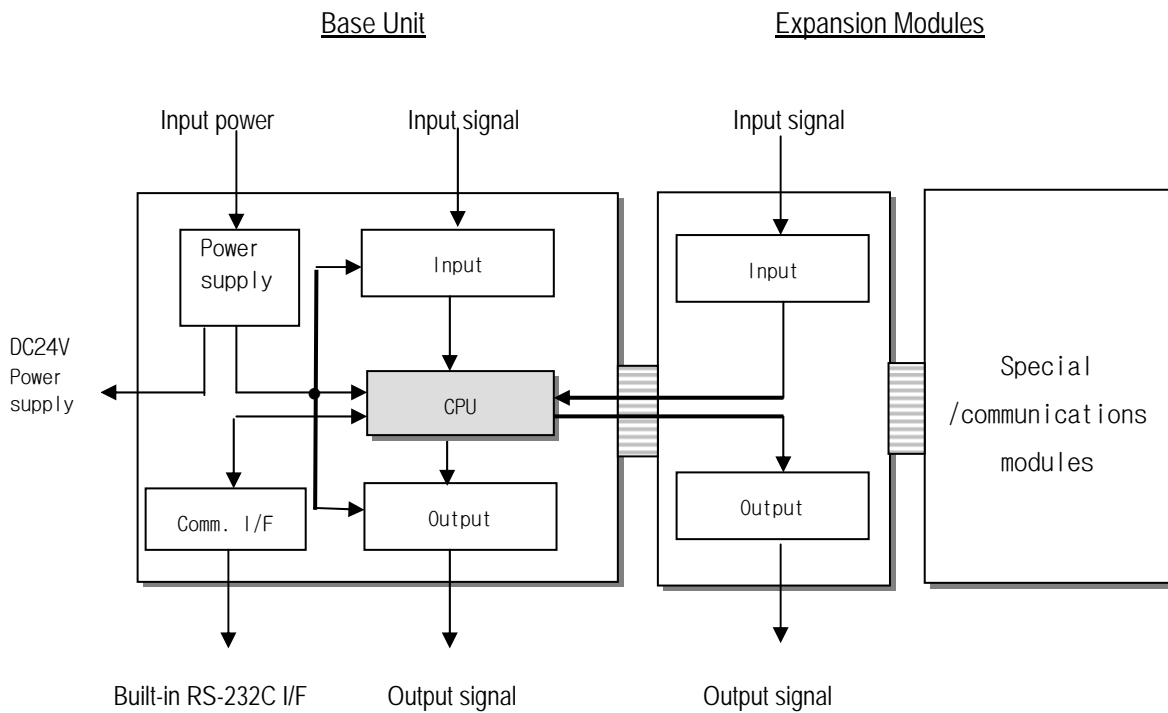 Base Unit
Expansion Modules
Input power
Input signal
Input signal
Power
supply
Input
Input
DC24V
Power
supply
CPU
Special
/communications
modules
Comm. I/F
Output
Output
Built-in RS-232C I/F
Output signal
Output signal